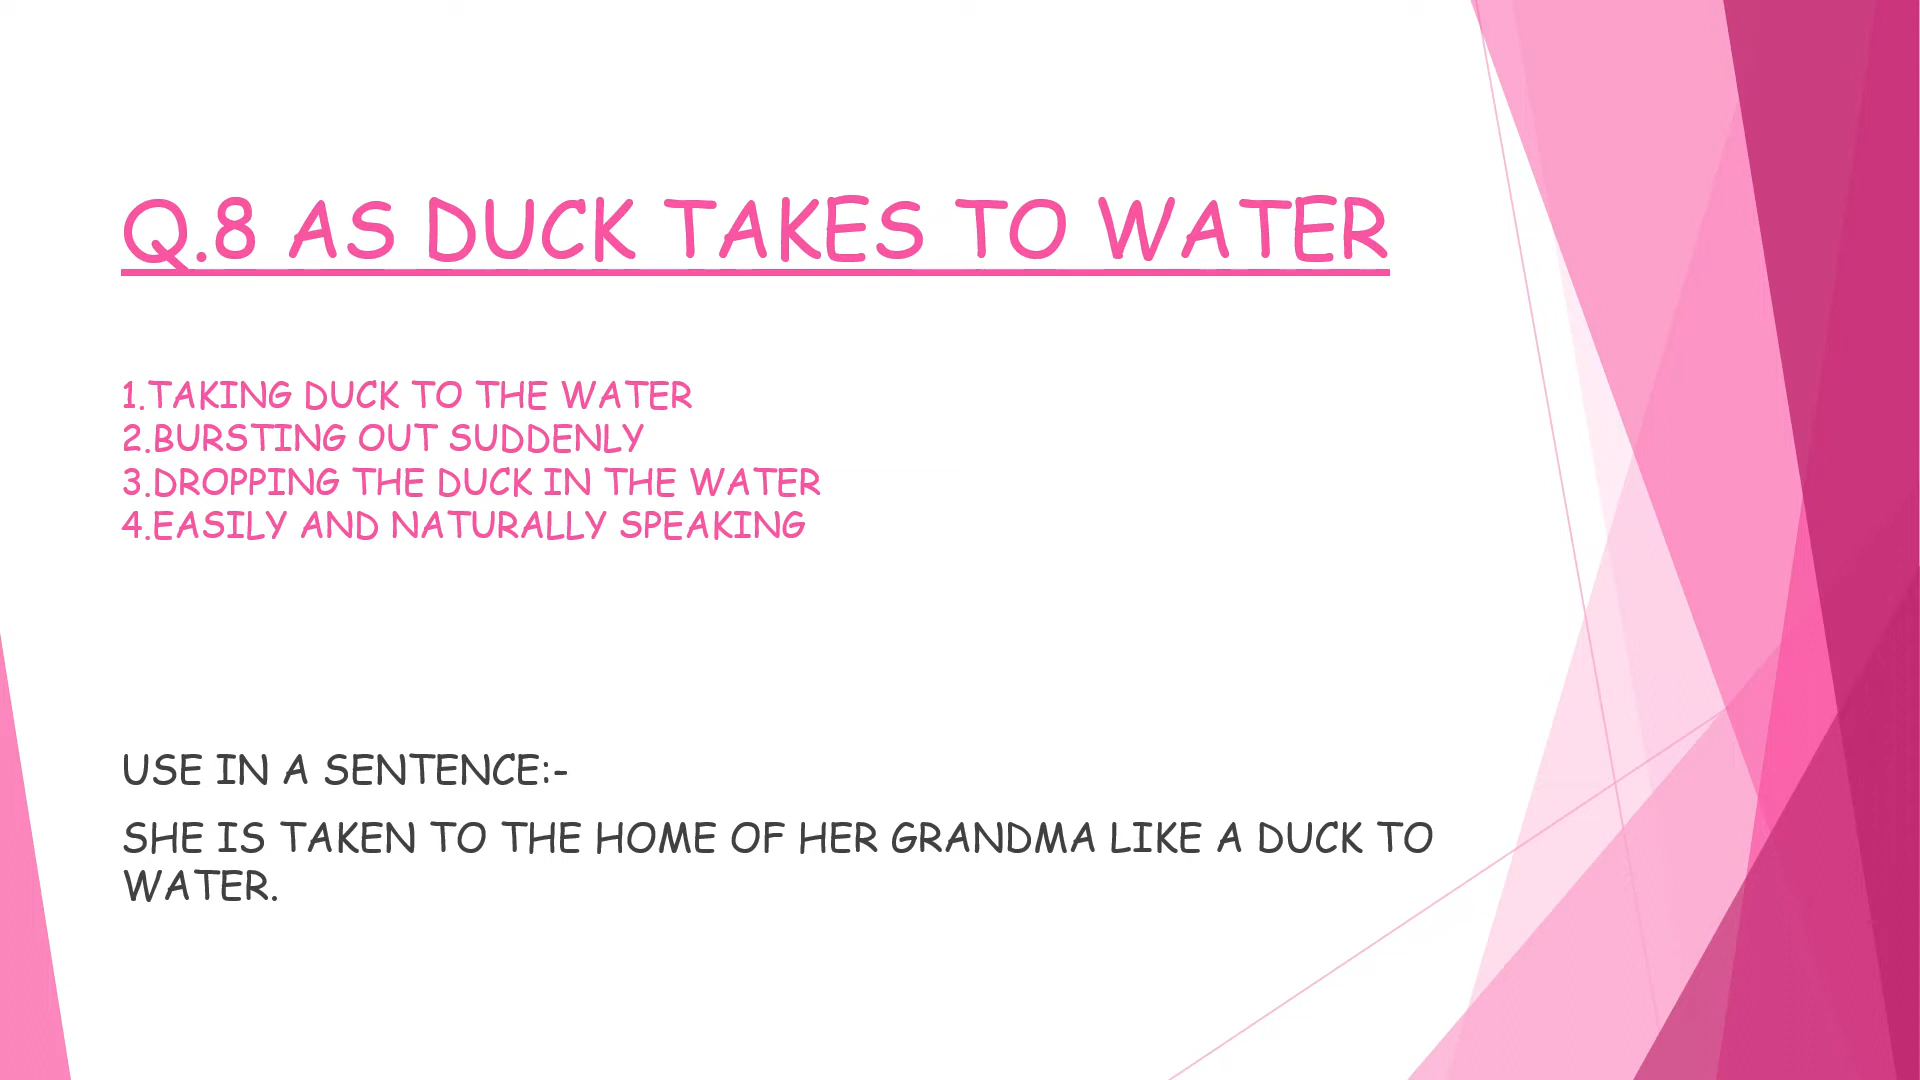 Q.8 AS DUCK TAKES TO WATER
1.TAKING DUCK TO THE WATER
2.BURSTING OUT SUDDENLY
3.DROPPING THE DUCK IN THE WATER
4.EASILY AND NATURALLY SPEAKING
USE IN A SENTENCE:-
SHE IS TAKEN TO THE HOME OF HER GRANDMA LIKE A DUCK TO
WATER.